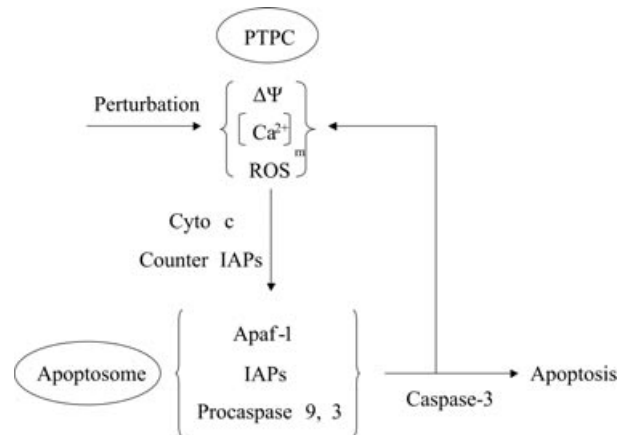 PTPC
Perturbation
ΔΨ
[Ca²⁺]m
ROS
Cyto c
Counter IAPs
Apoptosome
Apaf-1
IAPs
Procaspase 9, 3
Caspase-3
Apoptosis